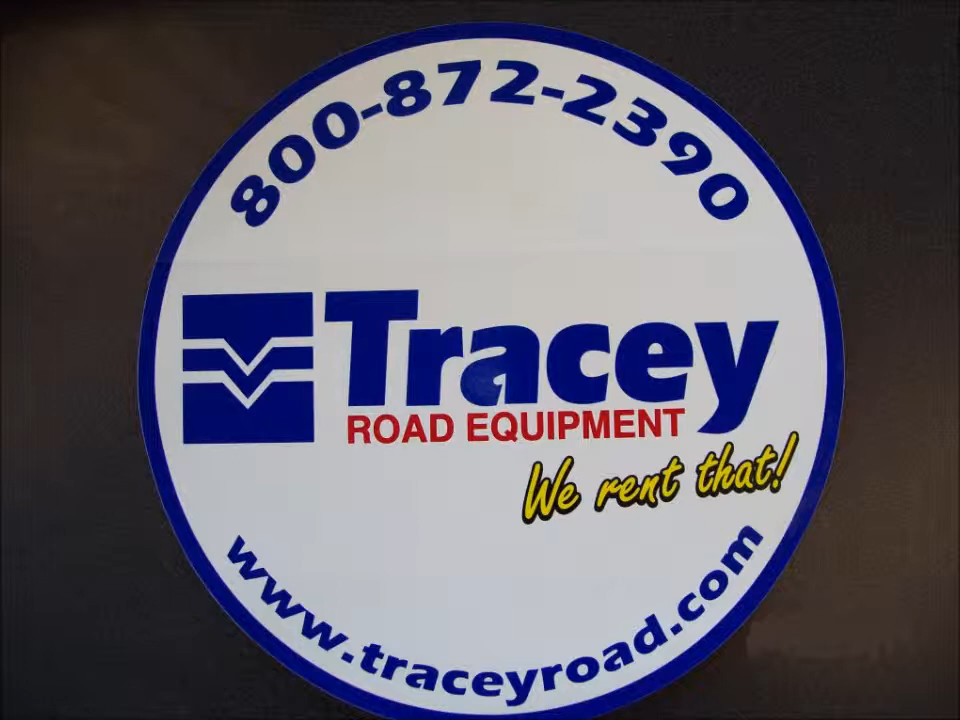 800-872-2390
Tracey
ROAD EQUIPMENT
We rent that!
www.traceyroad.com